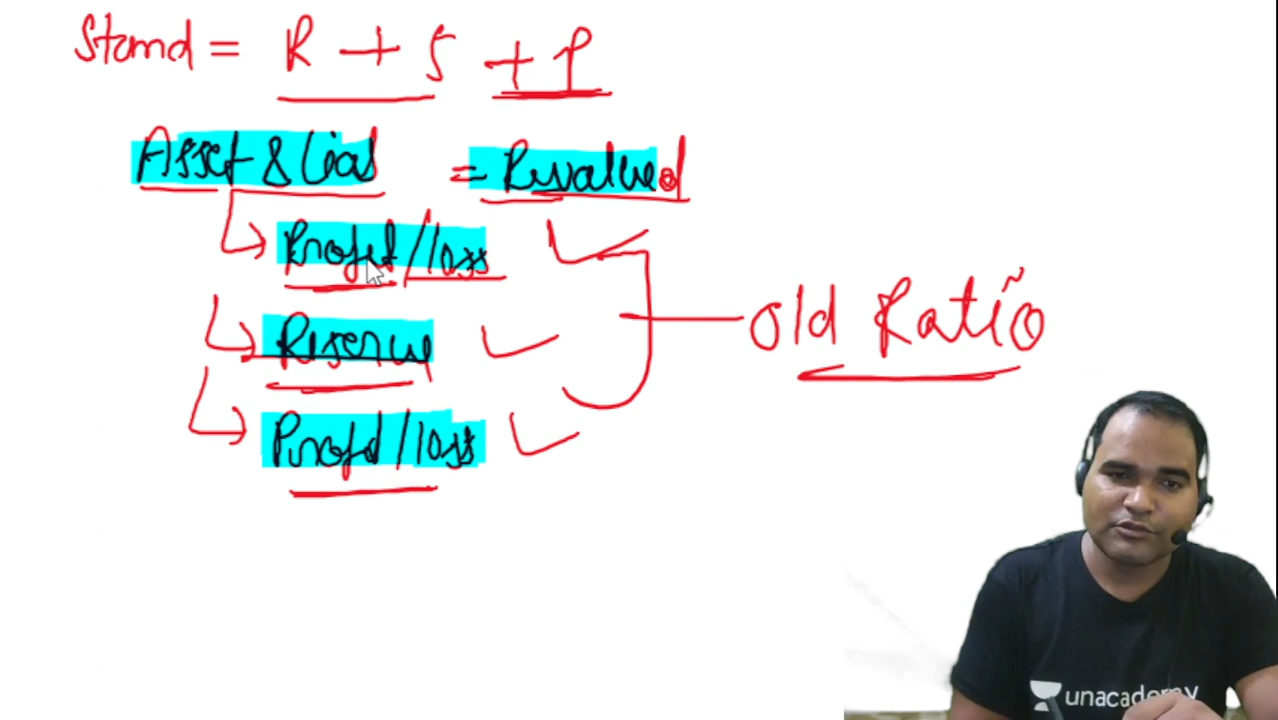 Stand = R + S + P
Asset & Liab = Revalued
Profit/loss
Reserve
Old Ratio
Profit/loss
unacademy